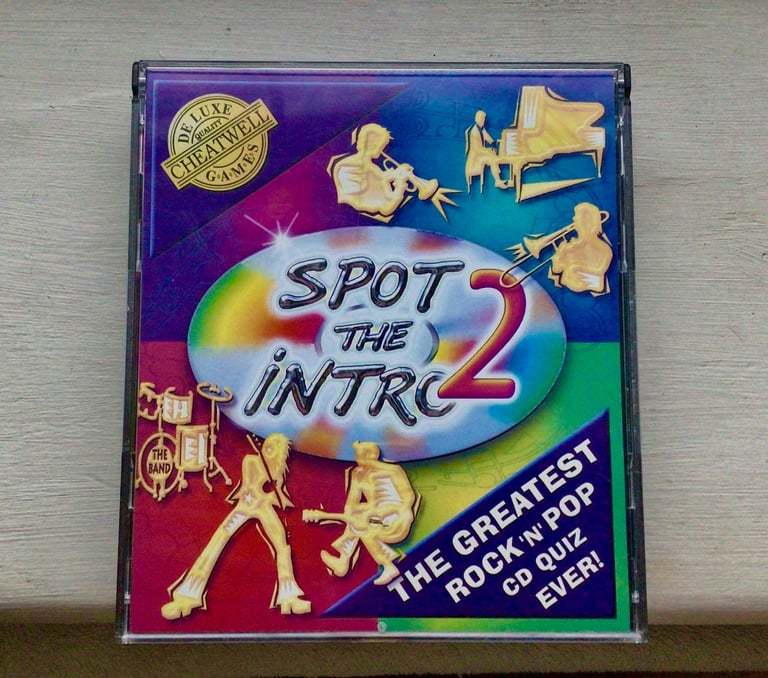 DE LUXE
QUALITY
CHEATWELL
GAMES
SPOT
THE
iNTRO
2
THE
BAND
THE GREATEST
ROCK 'N' POP
CD QUIZ
EVER!